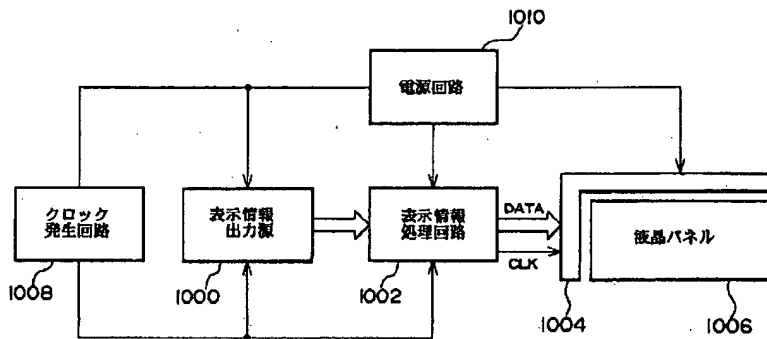 1010
電源回路
クロック
発生回路
1008
表示情報
出力源
1000
表示情報
処理回路
1002
DATA
CLK
1004
液晶パネル
1006